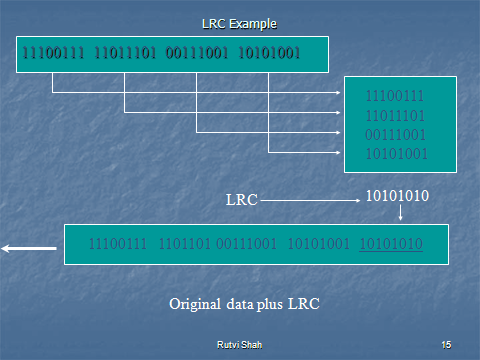 LRC Example
11100111 11011101 00111001 10101001
11100111
11011101
00111001
10101001
LRC
10101010
11100111 1101101 00111001 10101001 10101010
Original data plus LRC
Rutvi Shah
15